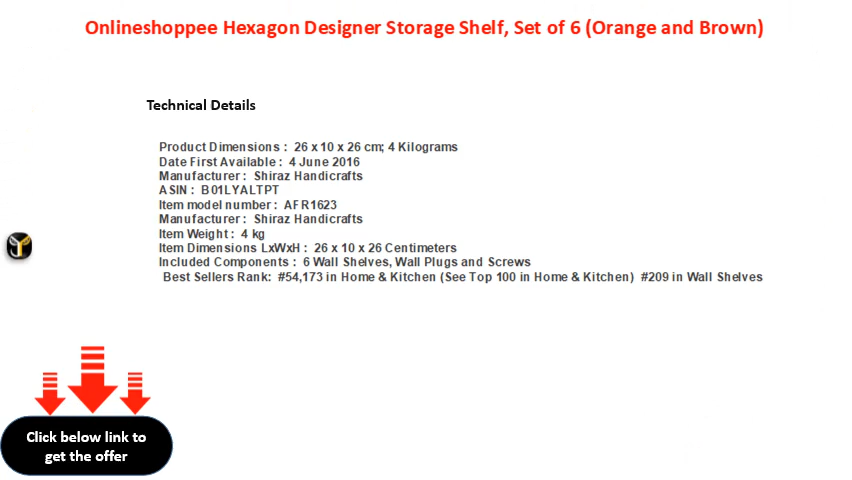 Onlineshoppee Hexagon Designer Storage Shelf, Set of 6 (Orange and Brown)
Technical Details
Product Dimensions : 26 x 10 x 26 cm; 4 Kilograms
Date First Available : 4 June 2016
Manufacturer : Shiraz Handicrafts
ASIN : B01LYALTPT
Item model number : AFR1623
Manufacturer : Shiraz Handicrafts
Item Weight : 4 kg
Item Dimensions LxWxH : 26 x 10 x 26 Centimeters
Included Components : 6 Wall Shelves, Wall Plugs and Screws
Best Sellers Rank: #54,173 in Home & Kitchen (See Top 100 in Home & Kitchen) #209 in Wall Shelves
Click below link to
get the offer